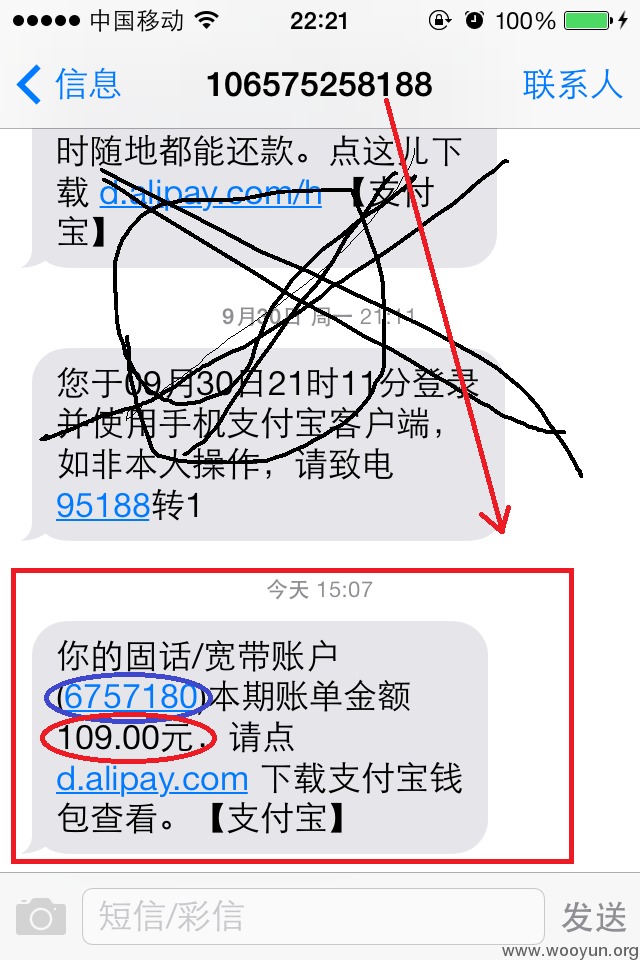 中国移动 22:21 100%
信息 106575258188 联系人
时随地都能还款。点这儿下
载 d.alipay.com/h 【支付
宝】
9月30日 周一 21:11
您于09月30日21时11分登录
并使用手机支付宝客户端，
如非本人操作，请致电
95188转1
今天 15:07
你的固话/宽带账户
(6757180)本期账单金额
109.00元，请点
d.alipay.com 下载支付宝钱
包查看。【支付宝】
短信/彩信 发送
www.wooyun.org